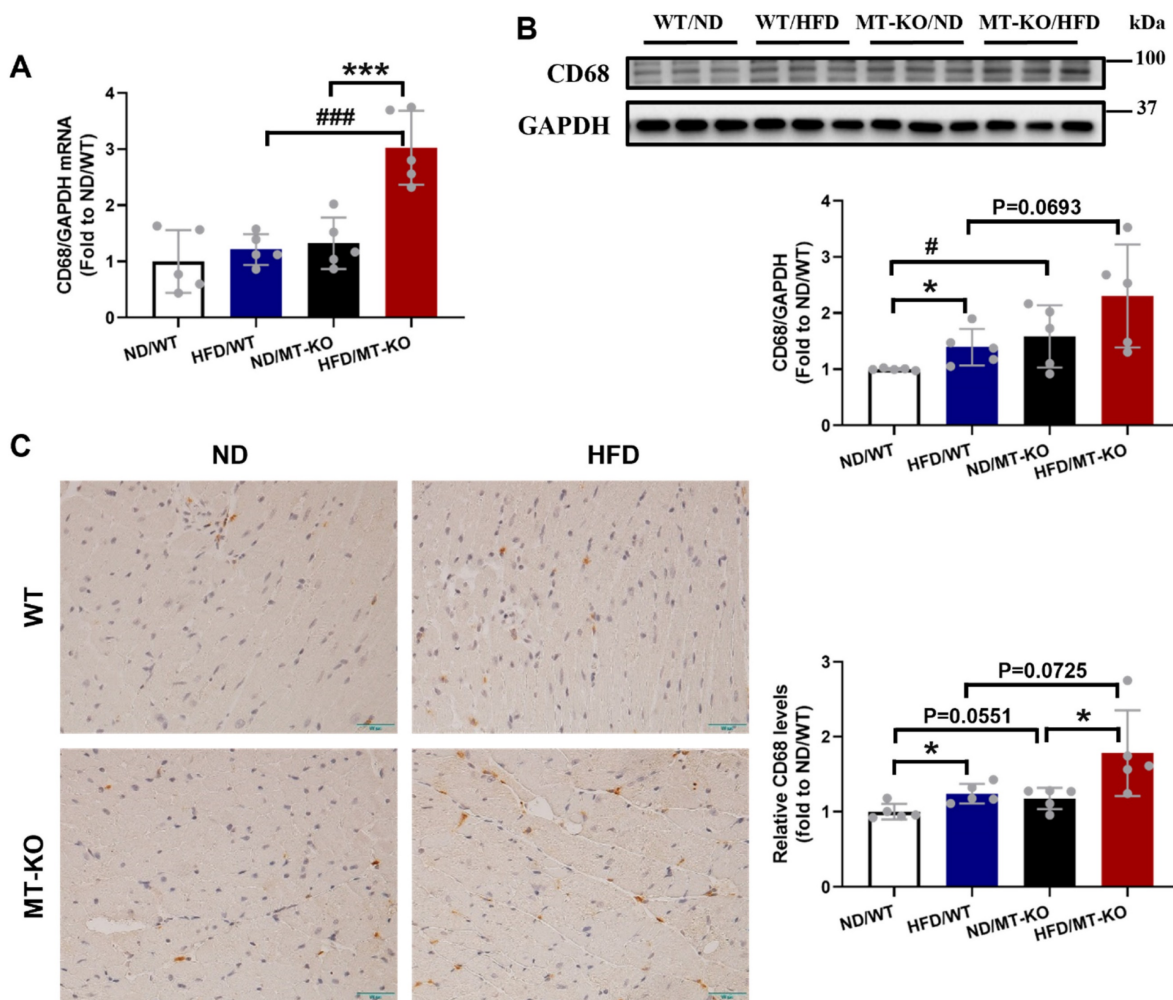 A
CD68/GAPDH mRNA
(Fold to ND/WT)
4
3
2
1
0
***
###
ND/WT
HFD/WT
ND/MT-KO
HFD/MT-KO
B
WT/ND WT/HFD MT-KO/ND MT-KO/HFD kDa
CD68
100
GAPDH
37
CD68/GAPDH
(Fold to ND/WT)
4
3
2
1
0
P=0.0693
#
*
ND/WT
HFD/WT
ND/MT-KO
HFD/MT-KO
C
ND
HFD
WT
MT-KO
Relative CD68 levels
(fold to ND/WT)
3
2
1
0
P=0.0725
P=0.0551
*
*
ND/WT
HFD/WT
ND/MT-KO
HFD/MT-KO